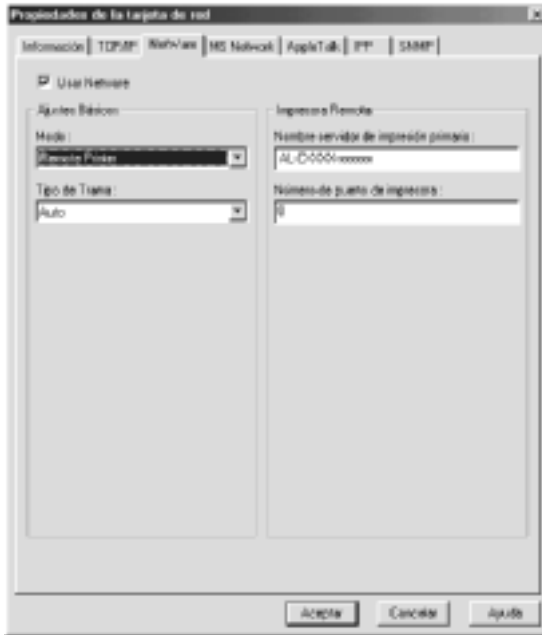 Propiedades de la tarjeta de red
Información TCP/IP NetWare MS Network AppleTalk IPP SNMP
Usar Netware
Ajustes Básicos
Modo :
Remote Printer
Tipo de Trama :
Auto
Impresora Remota
Nombre servidor de impresión primario :
Número de puerto de impresora :
0
Aceptar Cancelar Ayuda